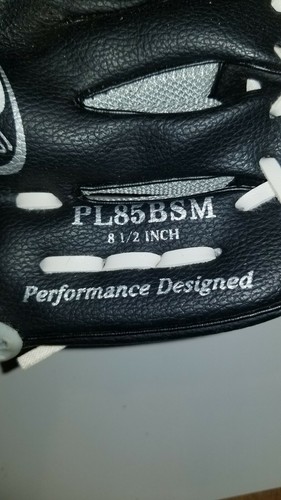 PL85BSM
8 1/2 INCH
Performance Designed